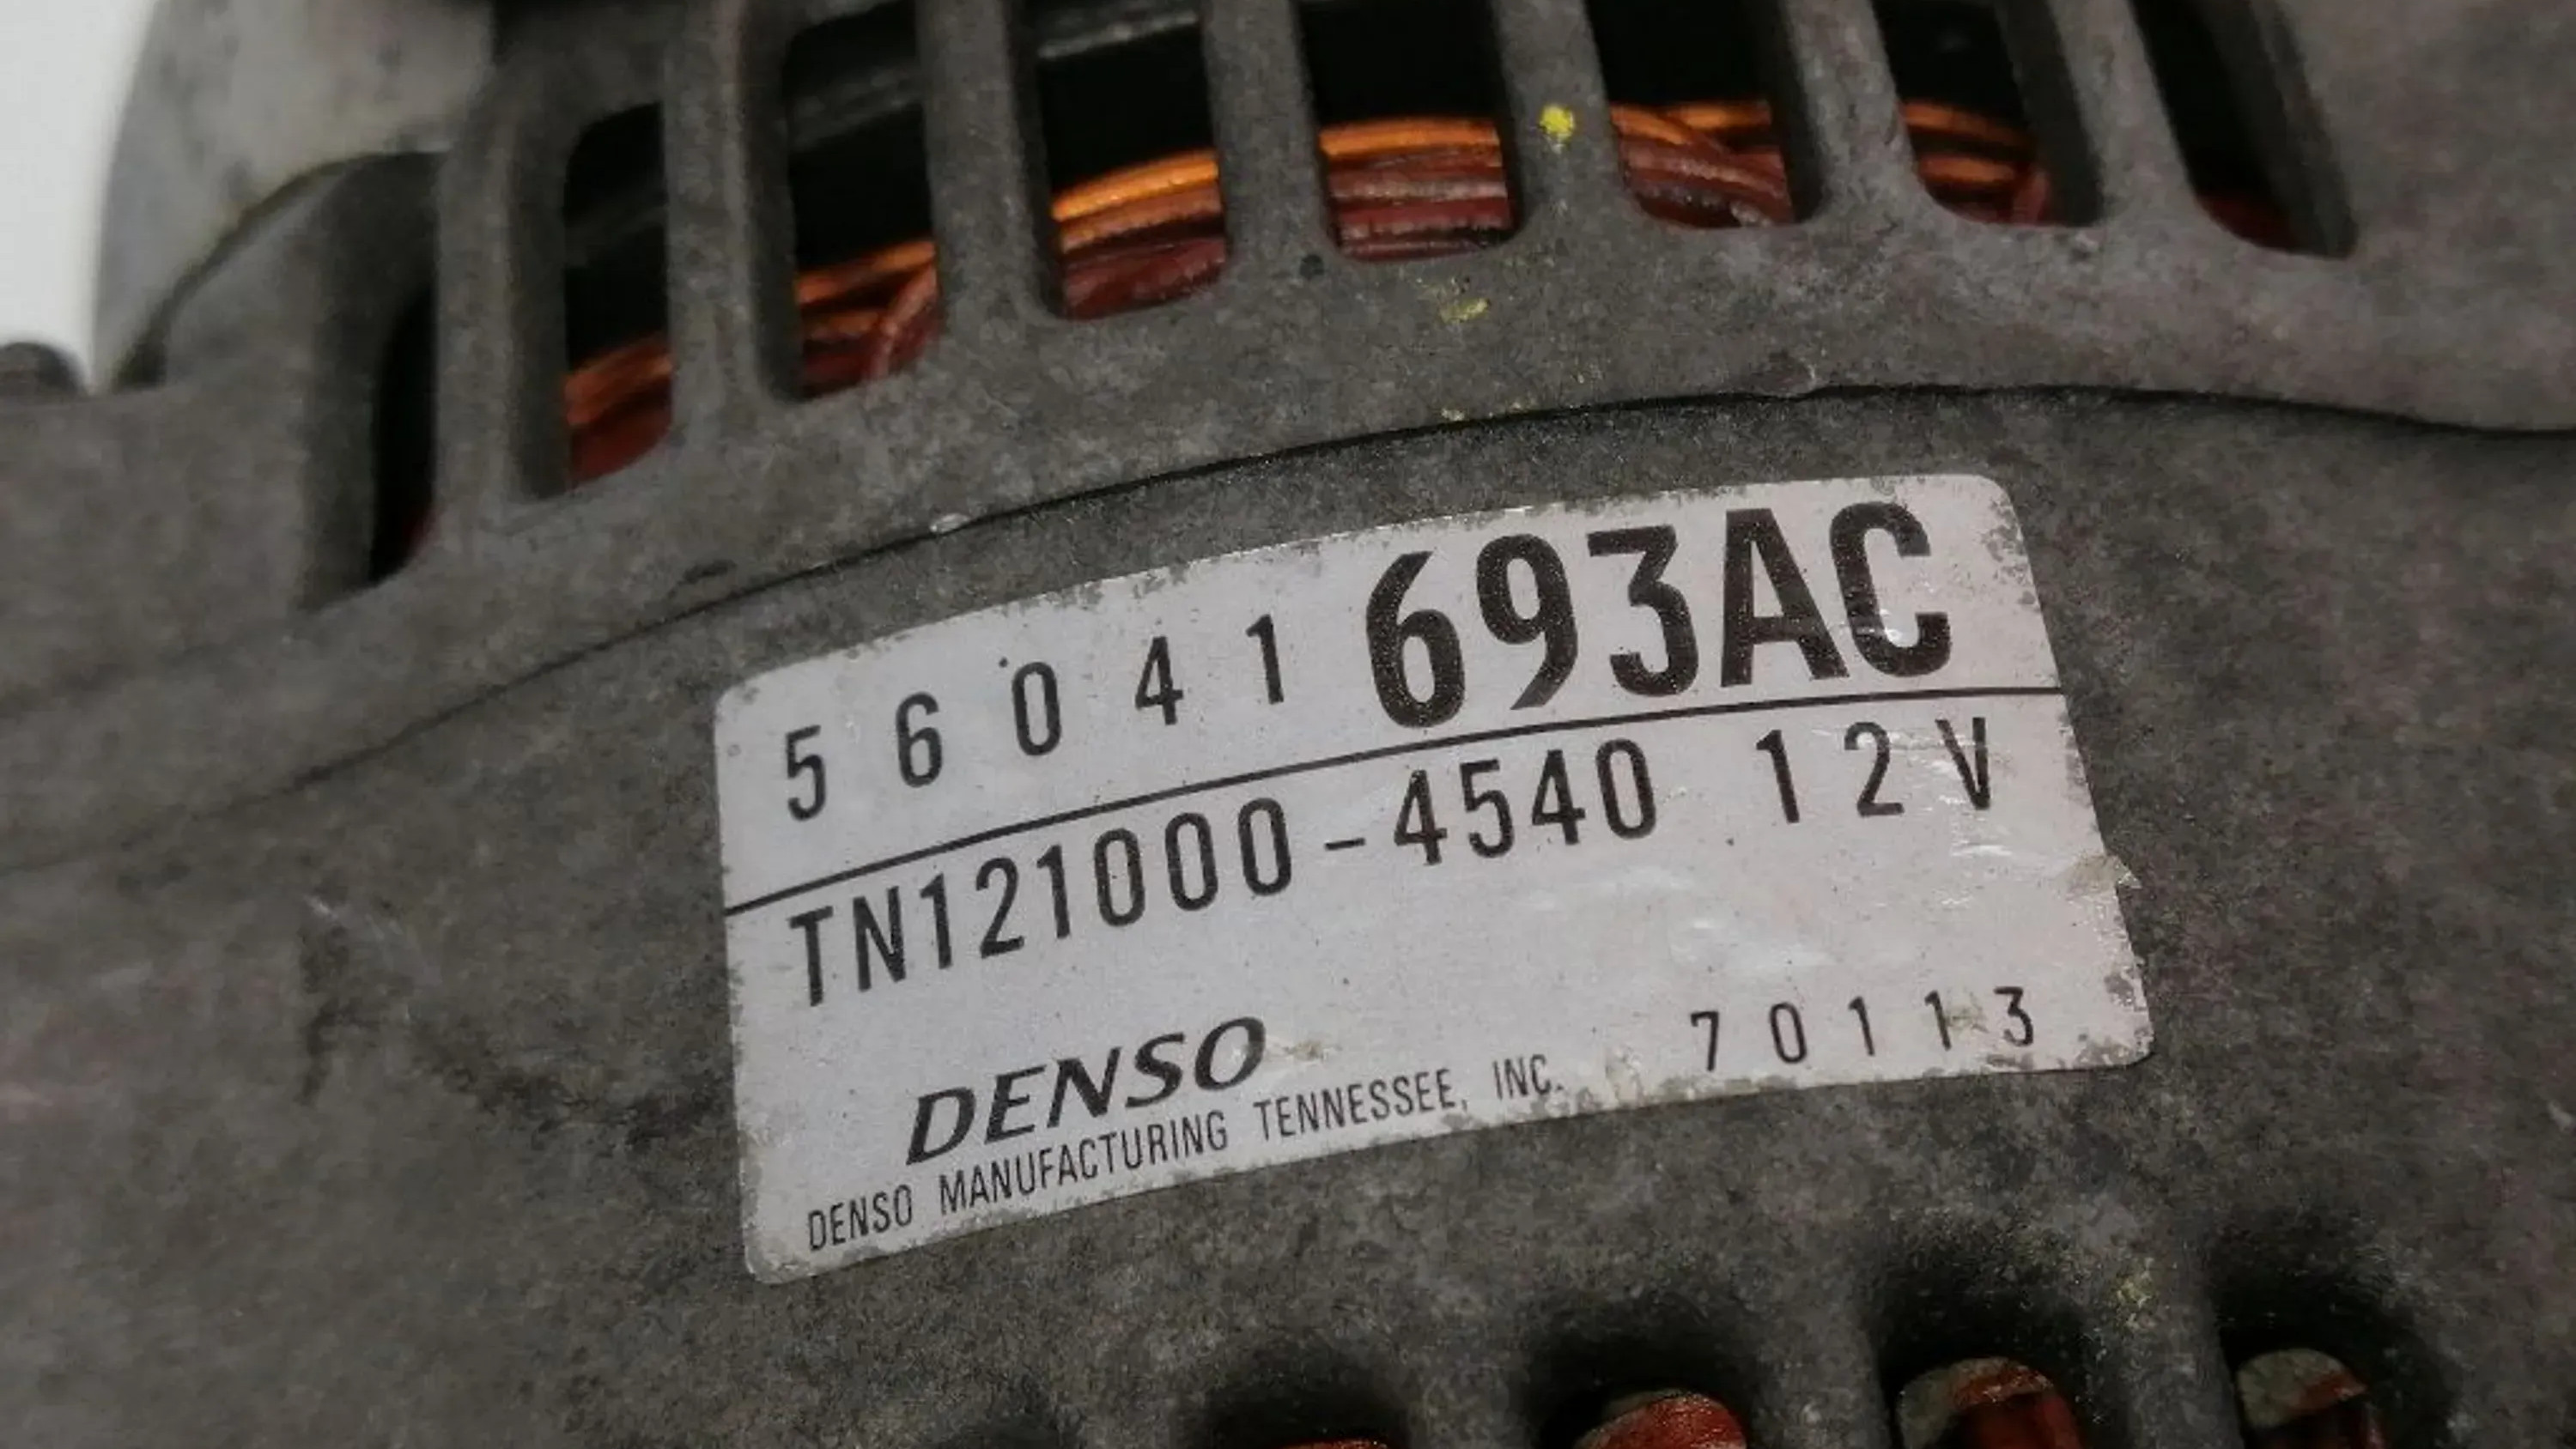 56041693AC
TN121000-4540 12V
DENSO
DENSO MANUFACTURING TENNESSEE, INC. 70113